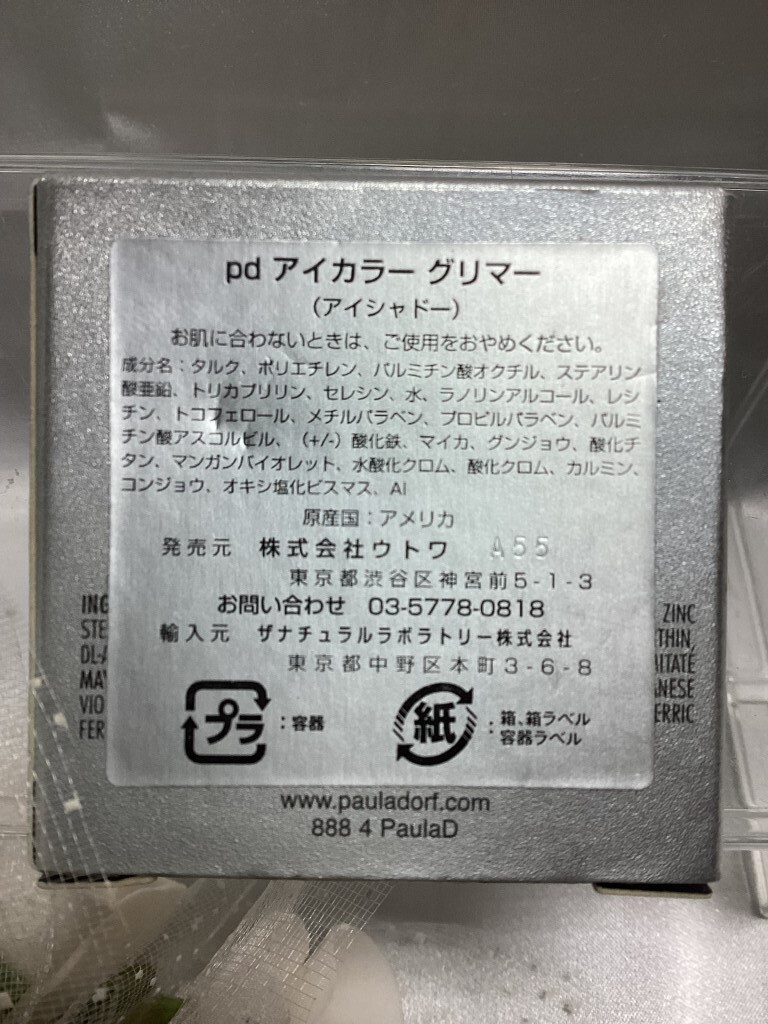 pd アイカラー グリマー
(アイシャドー)
お肌に合わないときは、ご使用をおやめください。
成分名：タルク、ポリエチレン、パルミチン酸オクチル、ステアリン
酸亜鉛、トリカプリリン、セレシン、水、ラノリンアルコール、レシ
チン、トコフェロール、メチルパラベン、プロピルパラベン、パルミ
チン酸アスコルビル、(+/-) 酸化鉄、マイカ、グンジョウ、酸化チ
タン、マンガンバイオレット、水酸化クロム、酸化クロム、カルミン、
コンジョウ、オキシ塩化ビスマス、Al
原産国：アメリカ
発売元 株式会社ウトワ A55
東京都渋谷区神宮前5-1-3
お問い合わせ 03-5778-0818
輸入元 ザナチュラルラボラトリー株式会社
東京都中野区本町3-6-8
プラ：容器
紙：箱、箱ラベル
容器ラベル
ING ZINC
STE THIN,
DL-A ITATE
MAY NESE
VIO ERRIC
FER
www.pauladorf.com
888 4 PaulaD